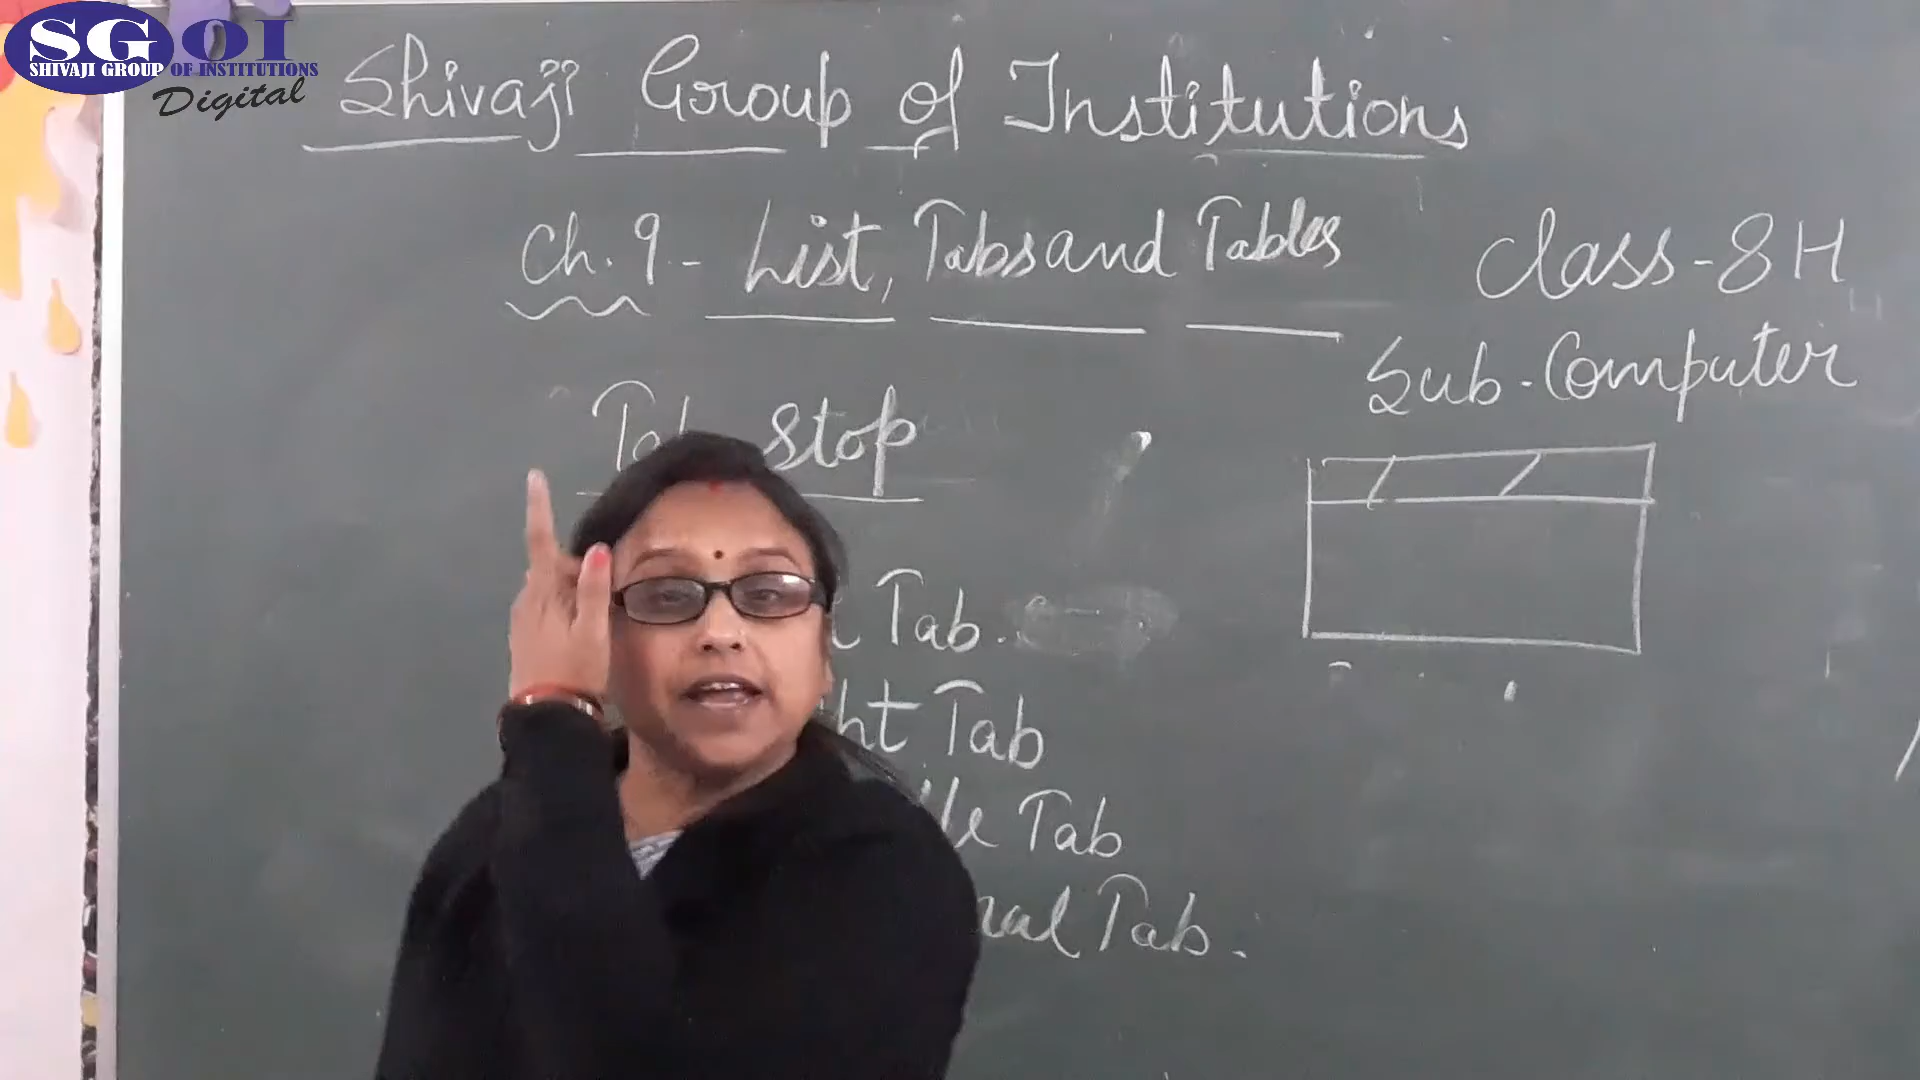 SGOI
SHIVAJI GROUP OF INSTITUTIONS
Digital
Shivaji Group of Institutions
Ch. 9 - List, Tabs and Tables
Class - 8 H
Sub - Computer
Stop
Tab.
Tab
Tab
Tab.